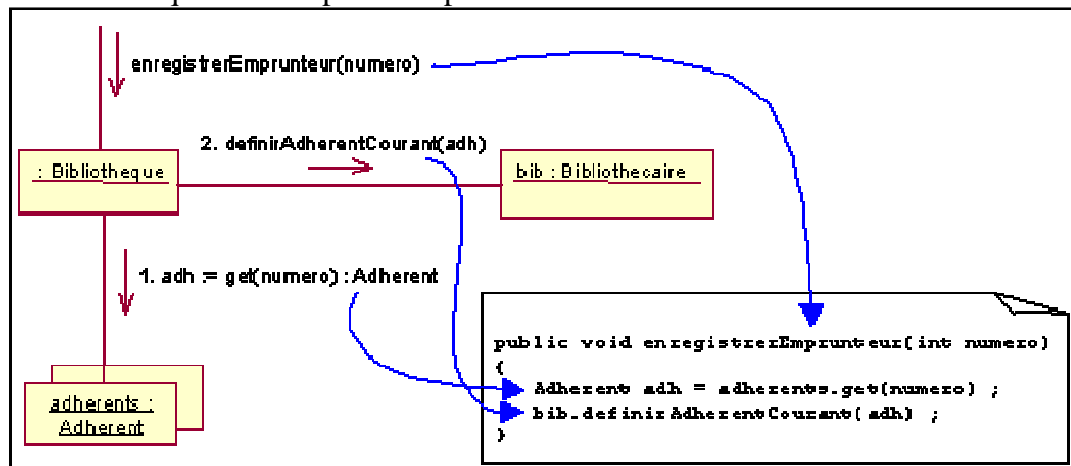 enregistrerEmprunteur(numero)
2. definirAdherentCourant(adh)
: Bibliotheque
bib : Bibliothecaire
1. adh := get(numero) : Adherent
public void enregistrerEmprunteur(int numero)
{
Adherent adh = adherents.get(numero) ;
bib.definirAdherentCourant( adh) ;
}
adherents :
Adherent